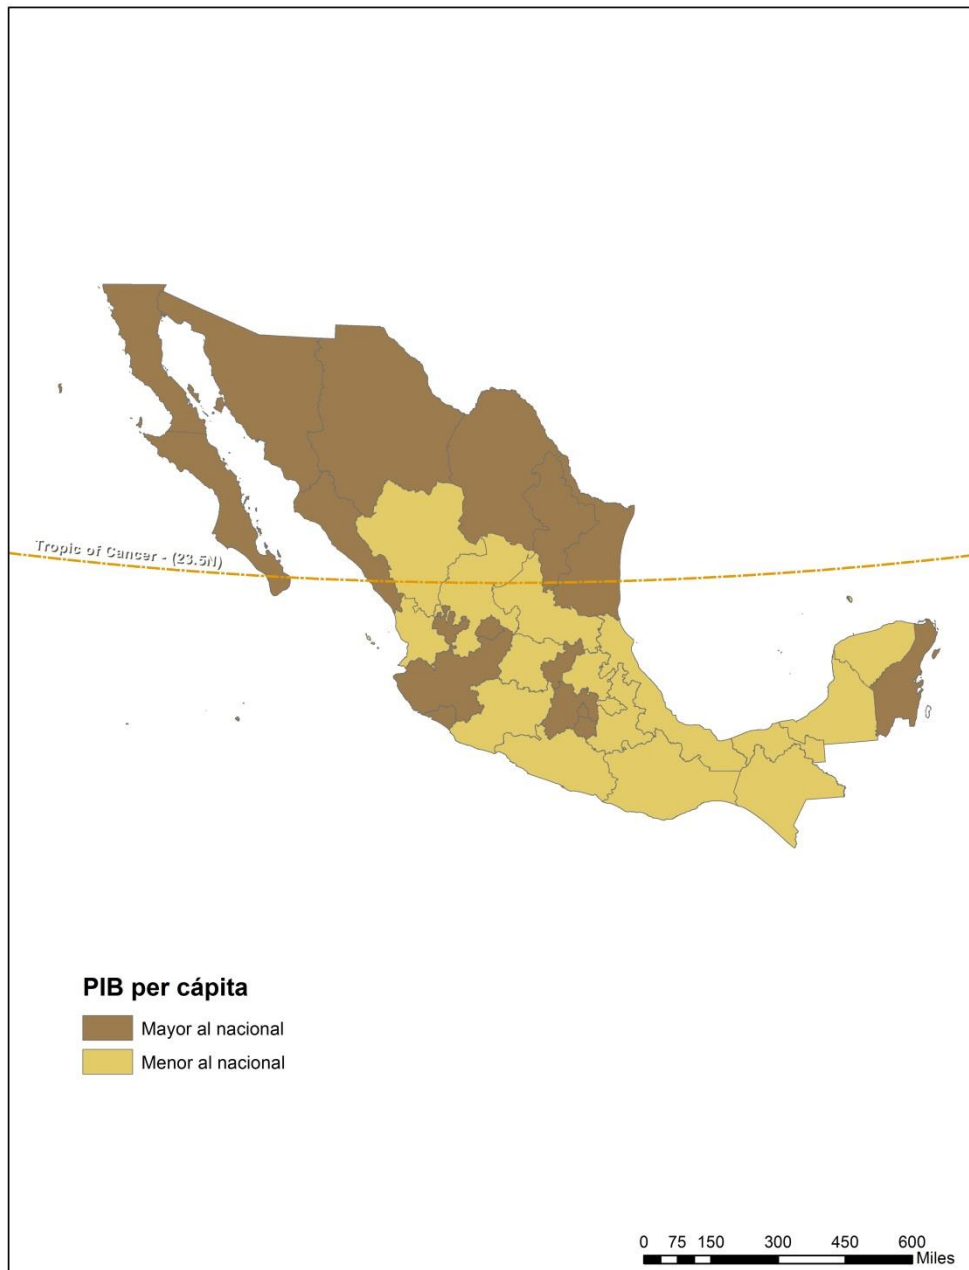 Tropic of Cancer - (23.5N)
PIB per cápita
Mayor al nacional
Menor al nacional
0 75 150 300 450 600
Miles